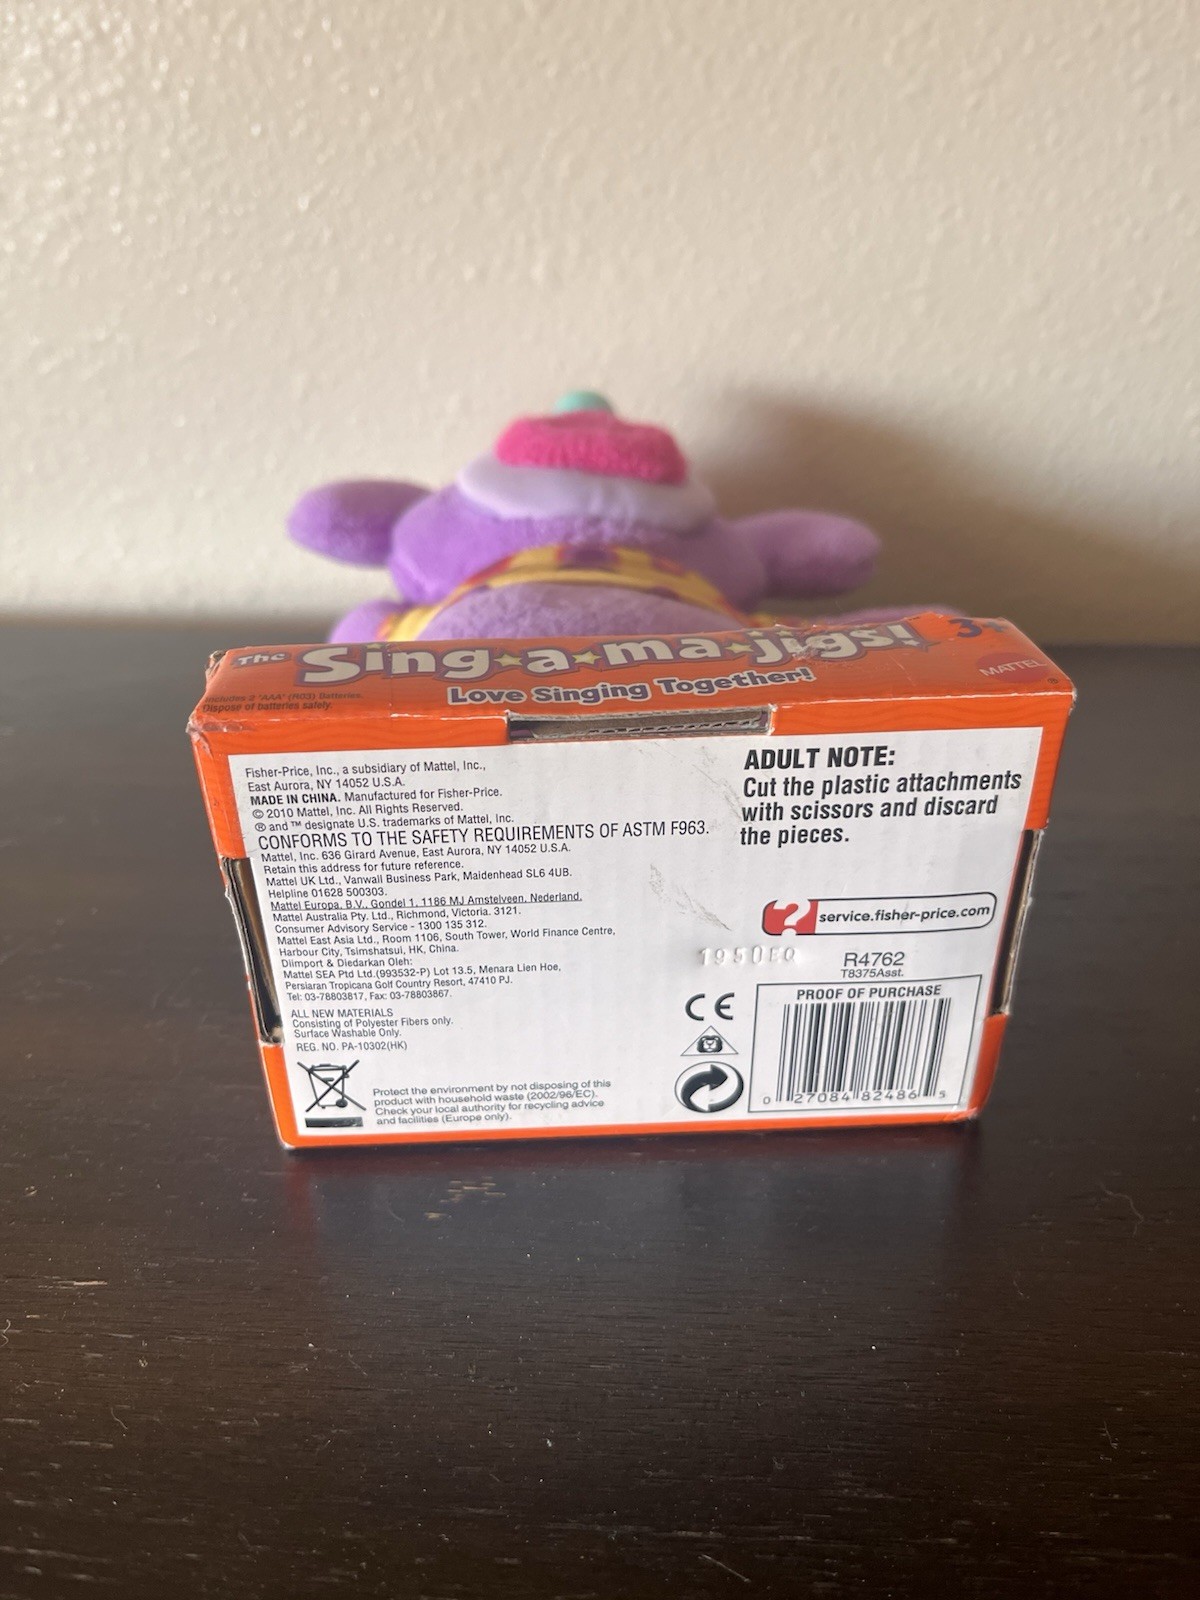 The Sing★a★ma★jigs! 3+
Love Singing Together!
MATTEL ®
Includes 2 "AAA" (R03) Batteries.
Dispose of batteries safely.
Fisher-Price, Inc., a subsidiary of Mattel, Inc.,
East Aurora, NY 14052 U.S.A.
MADE IN CHINA. Manufactured for Fisher-Price.
© 2010 Mattel, Inc. All Rights Reserved.
® and ™ designate U.S. trademarks of Mattel, Inc.
CONFORMS TO THE SAFETY REQUIREMENTS OF ASTM F963.
Mattel, Inc. 636 Girard Avenue, East Aurora, NY 14052 U.S.A.
Retain this address for future reference.
Mattel UK Ltd., Vanwall Business Park, Maidenhead SL6 4UB.
Helpline 01628 500303.
Mattel Europa, B.V., Gondel 1, 1186 MJ Amstelveen, Nederland.
Mattel Australia Pty. Ltd., Richmond, Victoria. 3121.
Consumer Advisory Service - 1300 135 312.
Mattel East Asia Ltd., Room 1106, South Tower, World Finance Centre,
Harbour City, Tsimshatsui, HK, China.
Diimport & Diedarkan Oleh:
Mattel SEA Ptd Ltd.(993532-P) Lot 13.5, Menara Lien Hoe,
Persiaran Tropicana Golf Country Resort, 47410 PJ.
Tel: 03-78803817, Fax: 03-78803867.
ALL NEW MATERIALS
Consisting of Polyester Fibers only.
Surface Washable Only.
REG. NO. PA-10302(HK)
Protect the environment by not disposing of this
product with household waste (2002/96/EC).
Check your local authority for recycling advice
and facilities (Europe only).
ADULT NOTE:
Cut the plastic attachments
with scissors and discard
the pieces.
? service.fisher-price.com
R4762
T8375Asst.
CE
PROOF OF PURCHASE
0 27084 82486 5